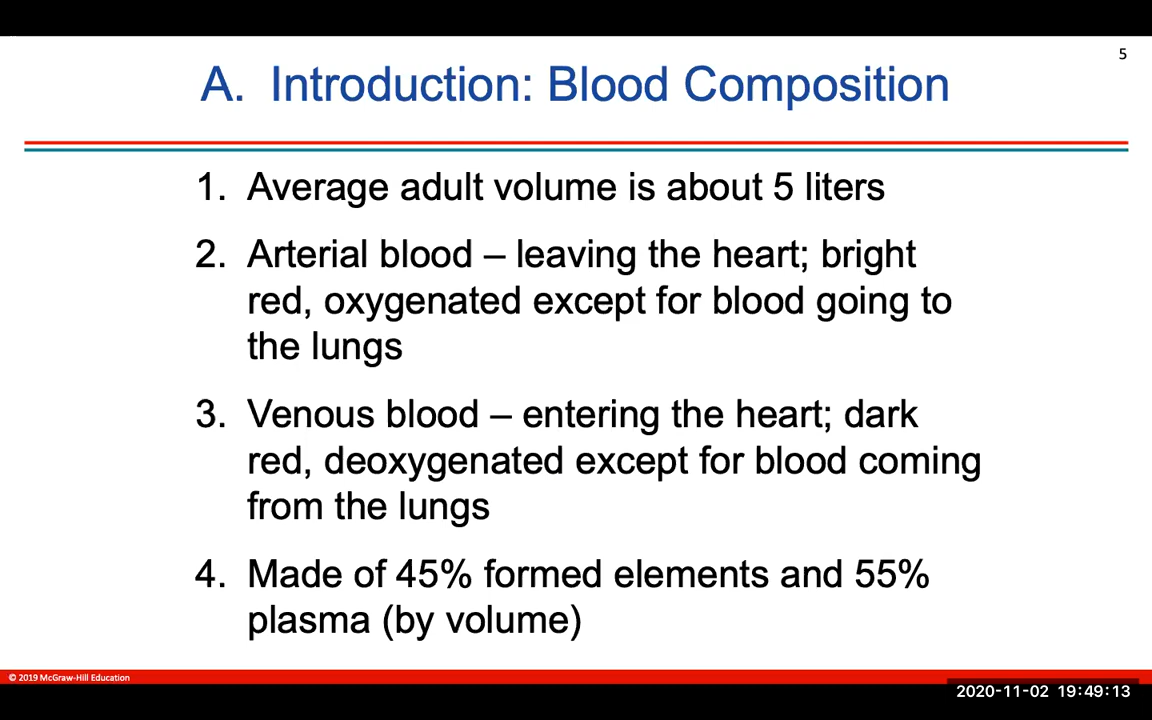 5
A. Introduction: Blood Composition
1. Average adult volume is about 5 liters
2. Arterial blood – leaving the heart; bright
red, oxygenated except for blood going to
the lungs
3. Venous blood – entering the heart; dark
red, deoxygenated except for blood coming
from the lungs
4. Made of 45% formed elements and 55%
plasma (by volume)
© 2019 McGraw-Hill Education
2020-11-02 19:49:13